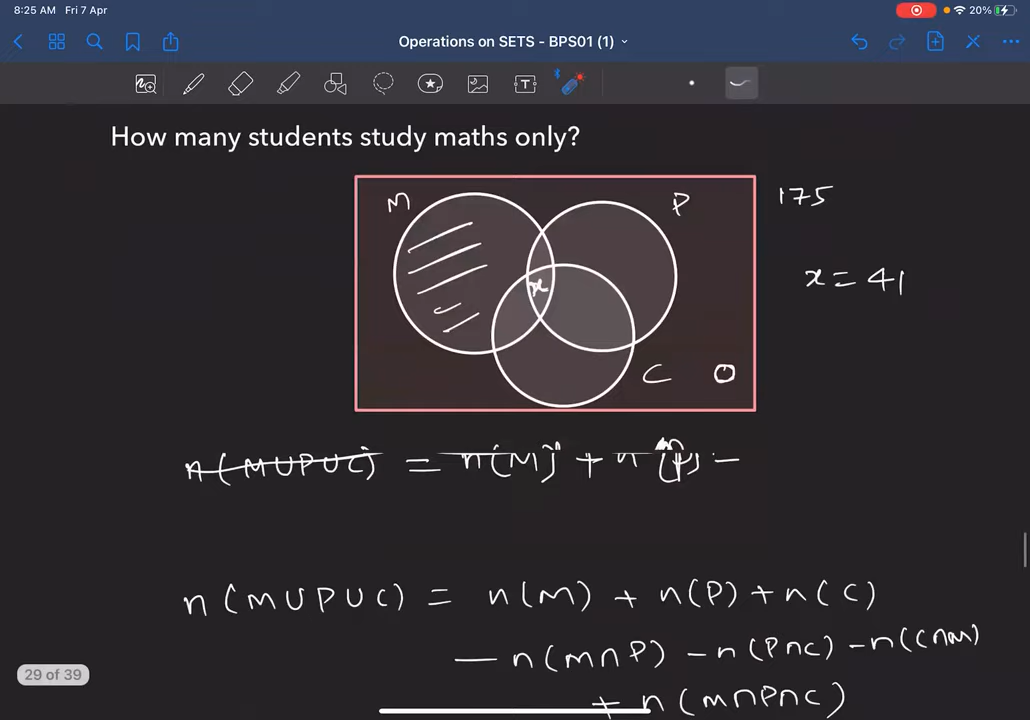 8:25 AM Fri 7 Apr
20%
Operations on SETS - BPS01 (1)
How many students study maths only?
M
P
175
x
x = 41
C
0
n(MUPUC) = n(M) + n(P) -
n(MUPUC) = n(M) + n(P) + n(C)
- n(M∩P) - n(P∩C) - n(C∩M)
+ n(M∩P∩C)
29 of 39